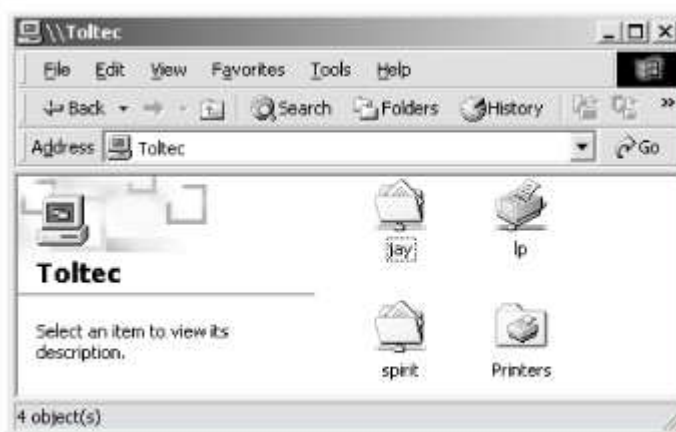 \\Toltec
File Edit View Favorites Tools Help
Back Search Folders History »
Address Toltec Go
jay lp
Toltec
Select an item to view its
description.
spirit Printers
4 object(s)